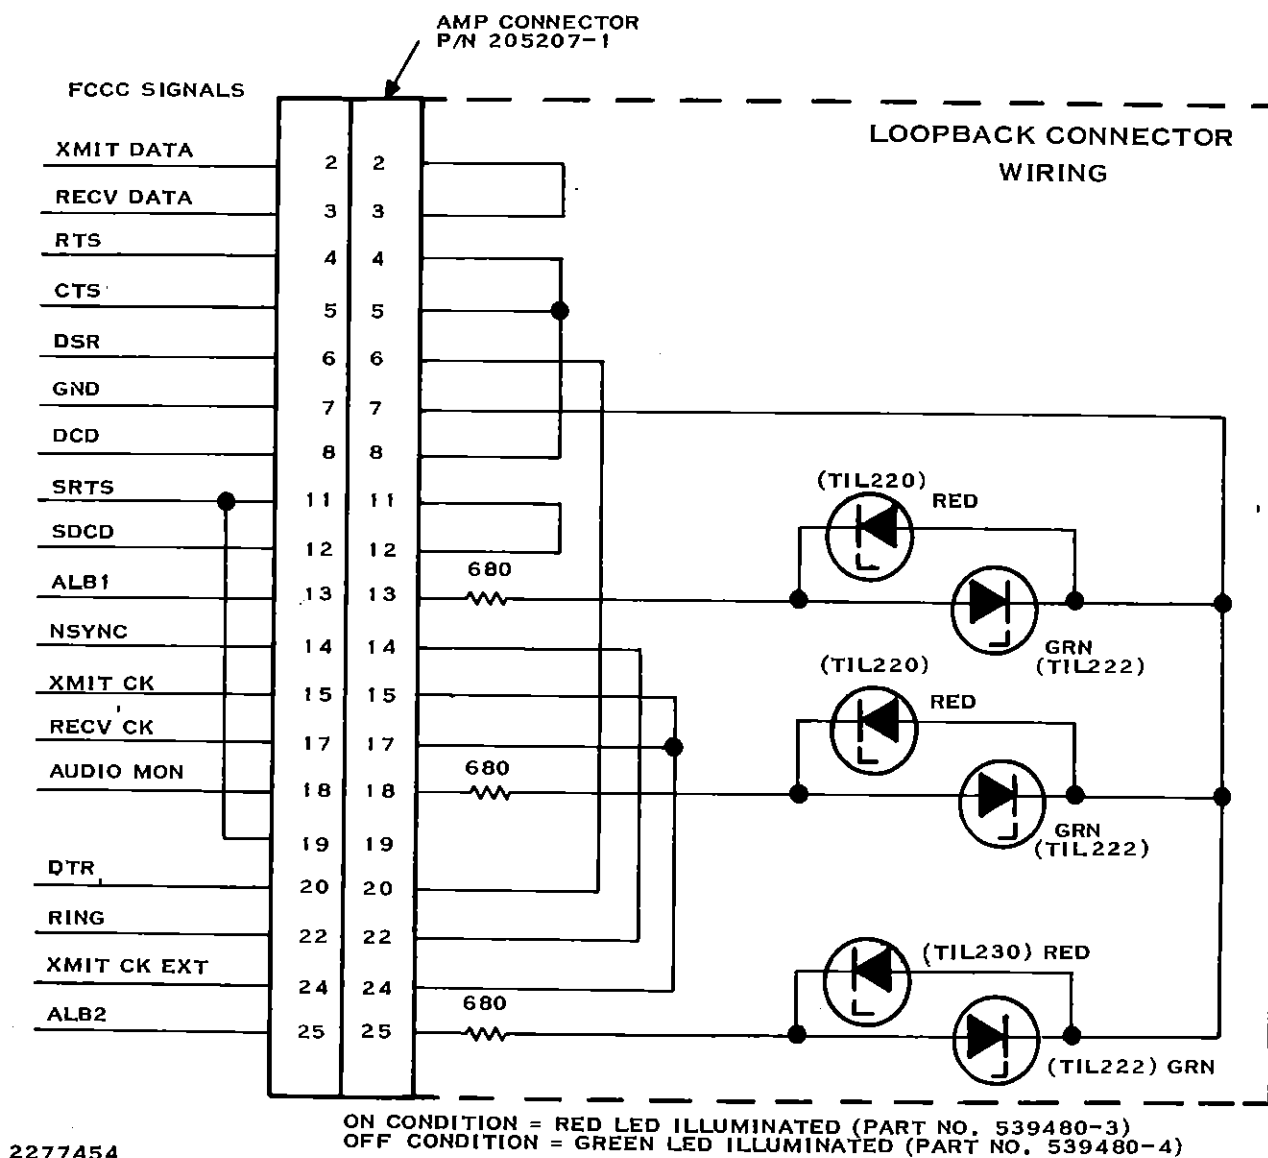 AMP CONNECTOR
P/N 205207-1
FCCC SIGNALS
LOOPBACK CONNECTOR
WIRING
XMIT DATA 2 2
RECV DATA 3 3
RTS 4 4
CTS 5 5
DSR 6 6
GND 7 7
DCD 8 8
(TIL220) RED
SRTS 11 11
SDCD 12 12
680
ALB1 13 13
GRN
(TIL222)
NSYNC 14 14
(TIL220)
RED
XMIT CK 15 15
RECV CK 17 17
680
AUDIO MON 18 18
GRN
(TIL222)
19 19
DTR 20 20
RING 22 22
(TIL230) RED
XMIT CK EXT 24 24
680
ALB2 25 25
(TIL222) GRN
ON CONDITION = RED LED ILLUMINATED (PART NO. 539480-3)
OFF CONDITION = GREEN LED ILLUMINATED (PART NO. 539480-4)
2277454